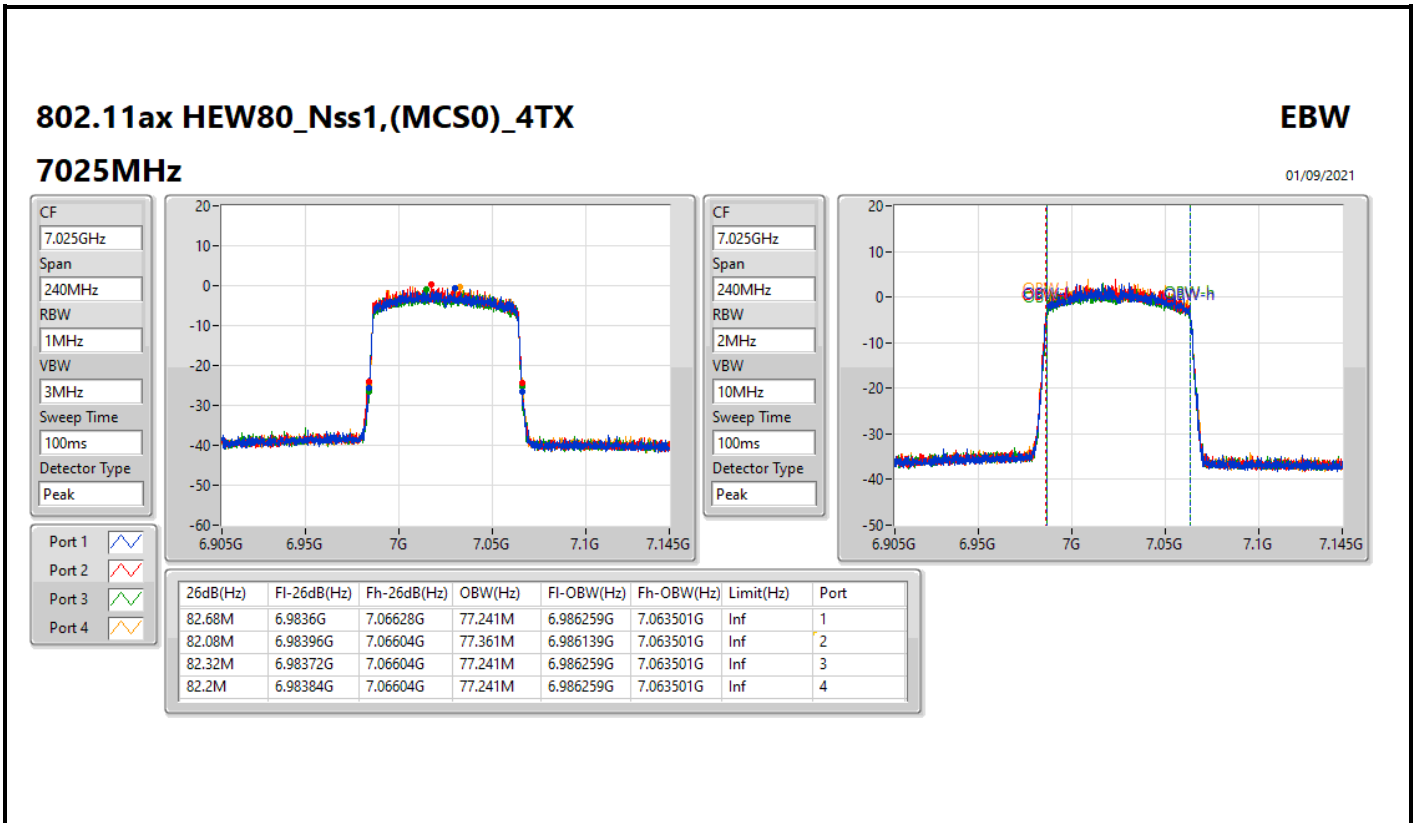 802.11ax HEW80_Nss1,(MCS0)_4TX
EBW
7025MHz
01/09/2021
CF
7.025GHz
Span
240MHz
RBW
1MHz
VBW
3MHz
Sweep Time
100ms
Detector Type
Peak
20
10
0
-10
-20
-30
-40
-50
-60
6.905G 6.95G 7G 7.05G 7.1G 7.145G
CF
7.025GHz
Span
240MHz
RBW
2MHz
VBW
10MHz
Sweep Time
100ms
Detector Type
Peak
20
10
0
-10
-20
-30
-40
-50
OBW-h
6.905G 6.95G 7G 7.05G 7.1G 7.145G
Port 1
Port 2
Port 3
Port 4
26dB(Hz) Fl-26dB(Hz) Fh-26dB(Hz) OBW(Hz) Fl-OBW(Hz) Fh-OBW(Hz) Limit(Hz) Port
82.68M 6.9836G 7.06628G 77.241M 6.986259G 7.063501G Inf 1
82.08M 6.98396G 7.06604G 77.361M 6.986139G 7.063501G Inf 2
82.32M 6.98372G 7.06604G 77.241M 6.986259G 7.063501G Inf 3
82.2M 6.98384G 7.06604G 77.241M 6.986259G 7.063501G Inf 4